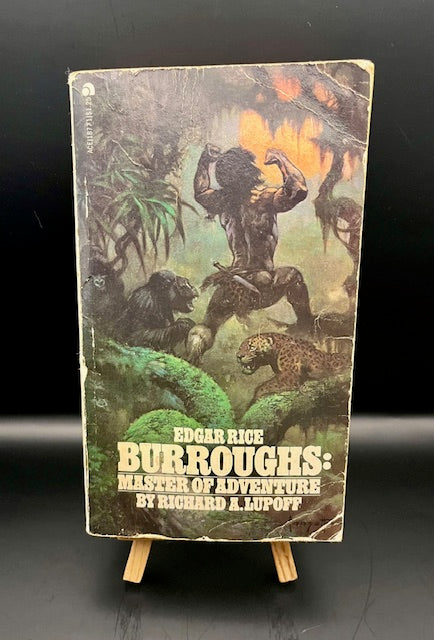 EDGAR RICE
BURROUGHS:
MASTER OF ADVENTURE
BY RICHARD A. LUPOFF